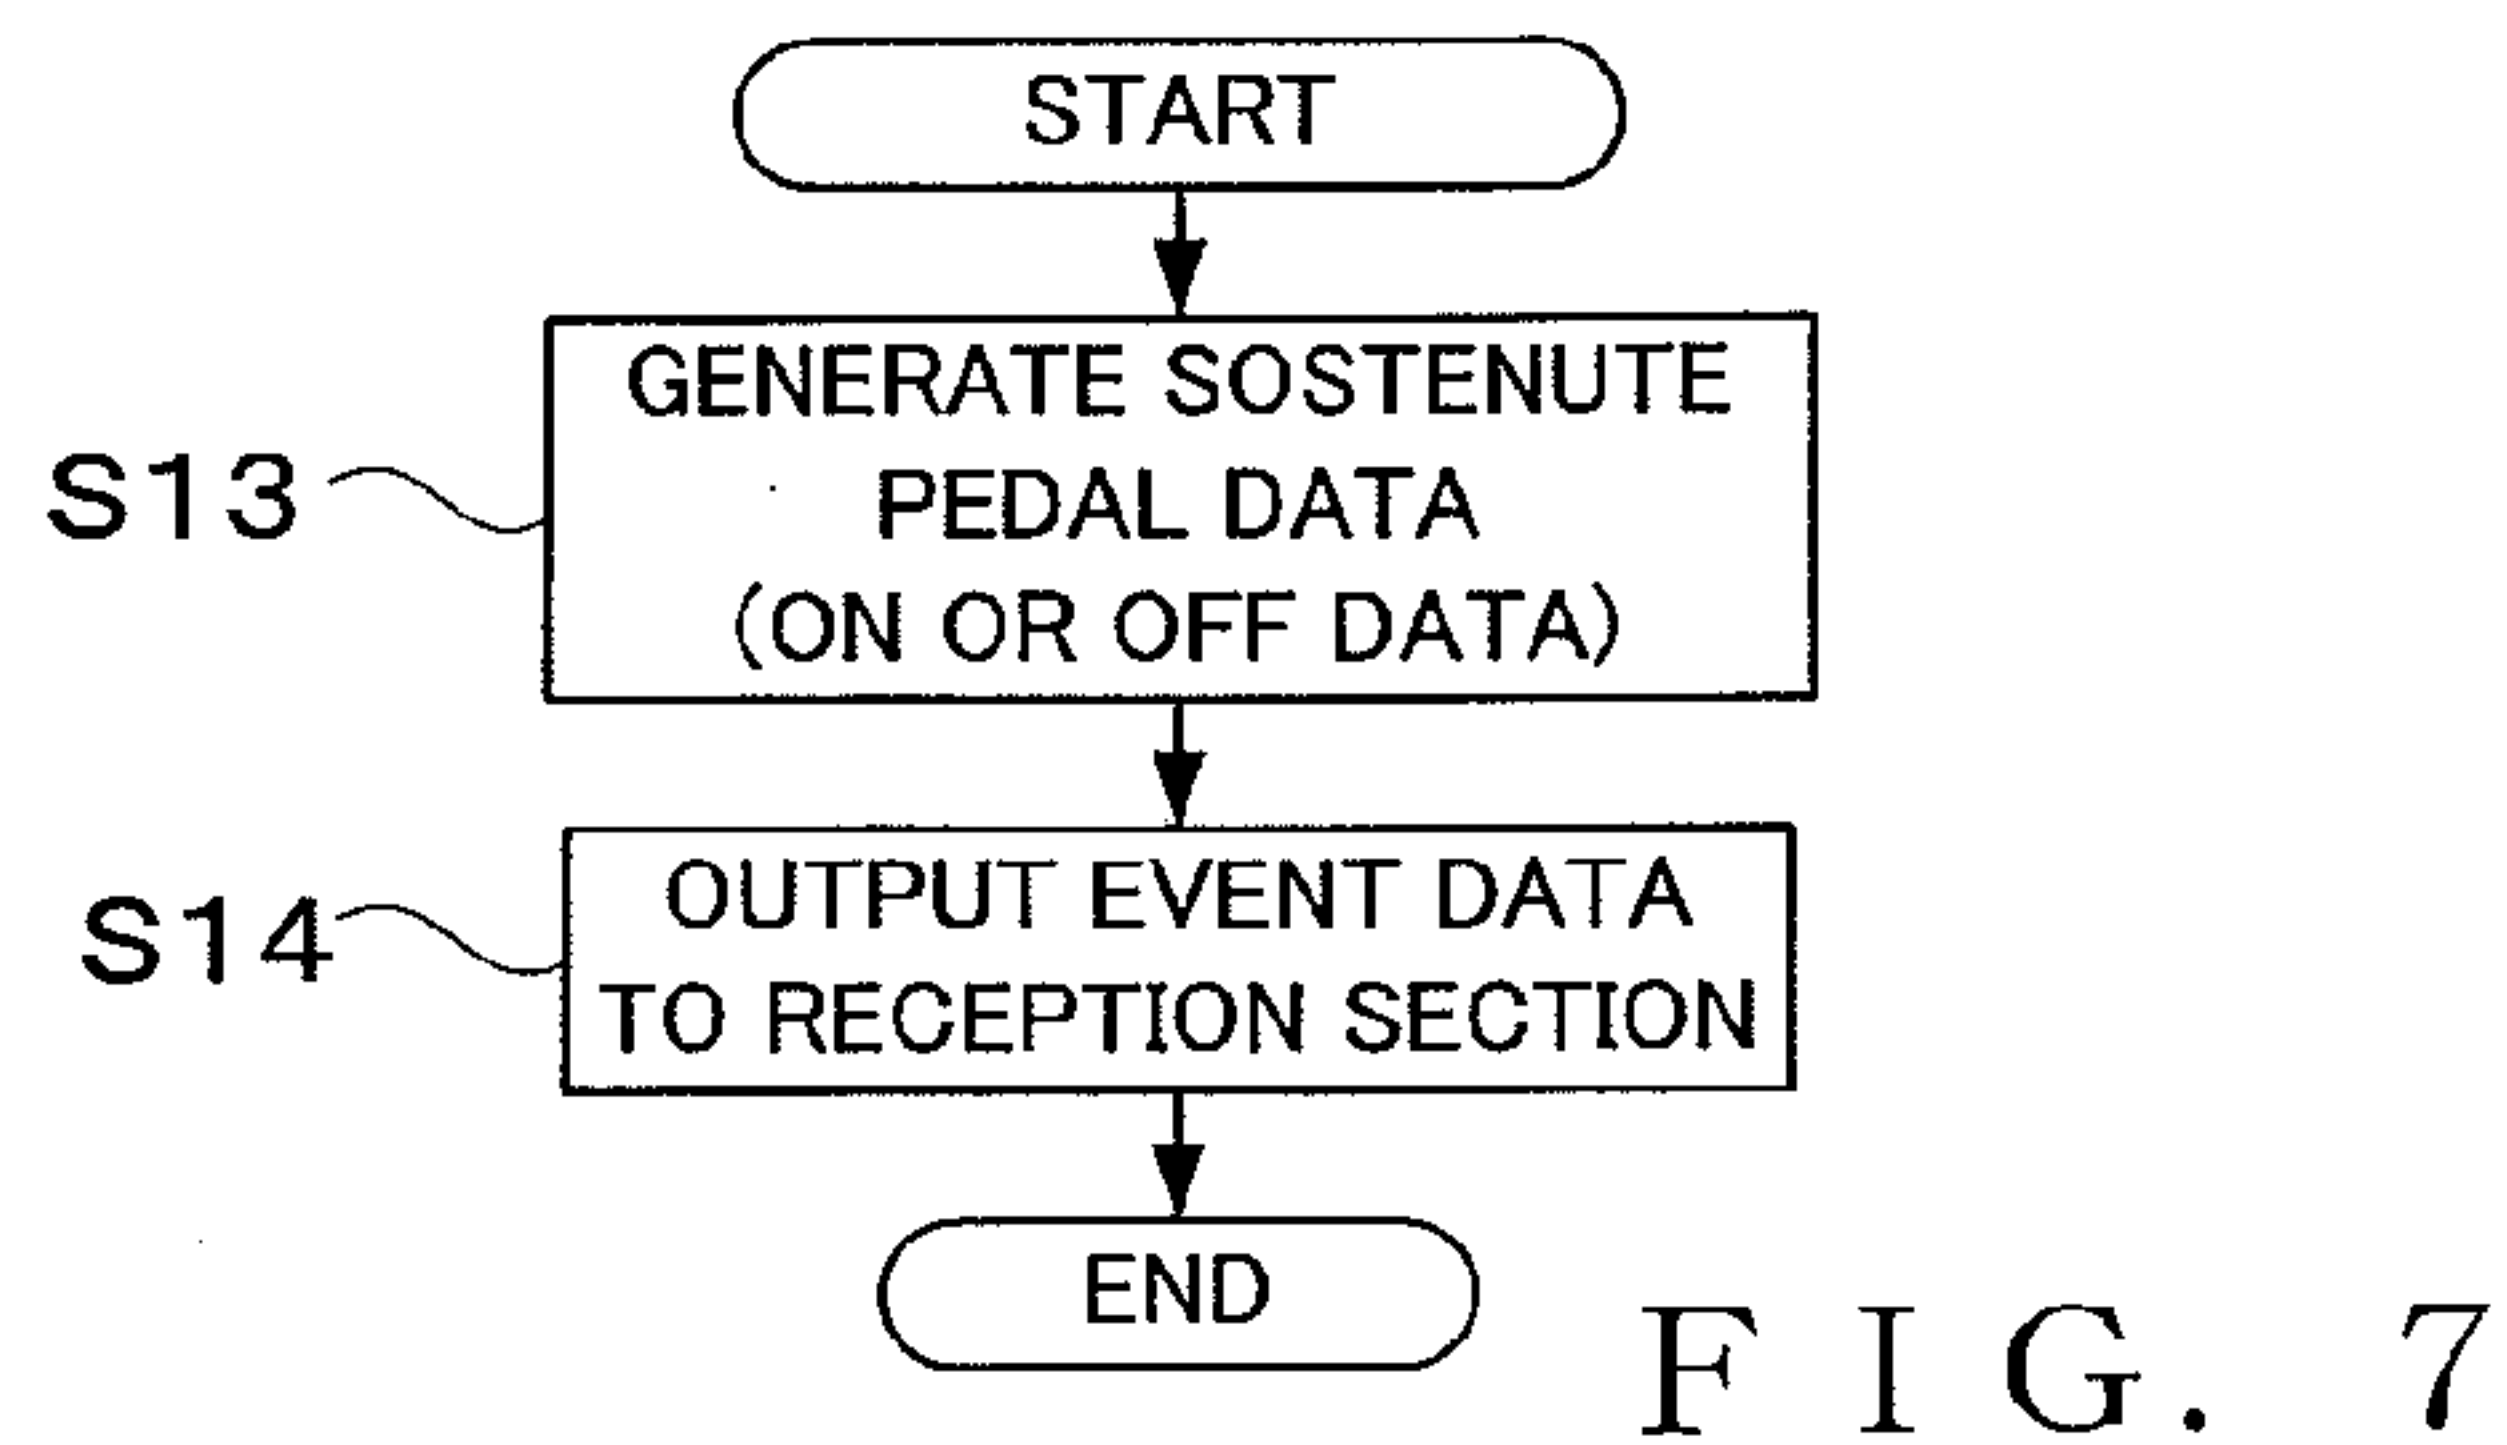 START
GENERATE SOSTENUTE
S13
PEDAL DATA
(ON OR OFF DATA)
OUTPUT EVENT DATA
S14
TO RECEPTION SECTION
END
FIG. 7